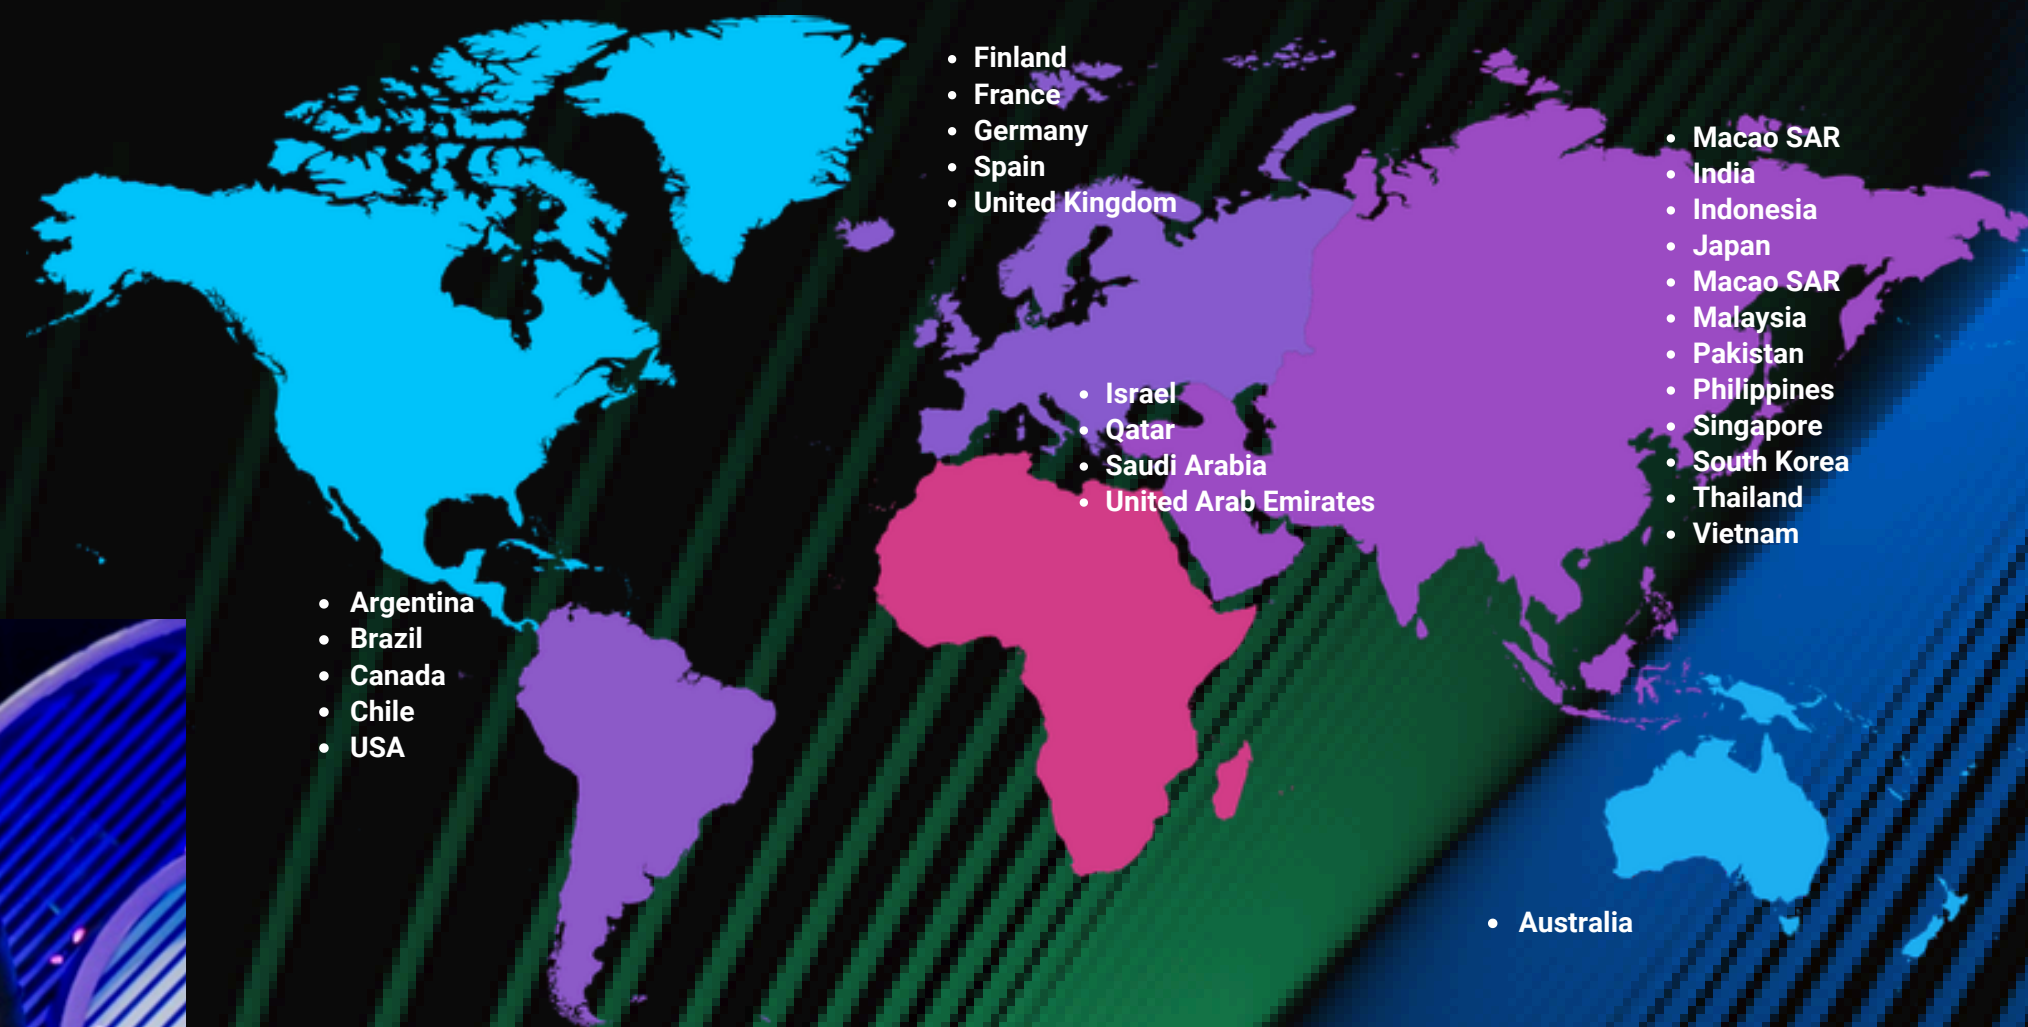 • Finland
• France
• Germany
• Spain
• United Kingdom
• Macao SAR
• India
• Indonesia
• Japan
• Macao SAR
• Malaysia
• Pakistan
• Philippines
• Singapore
• South Korea
• Thailand
• Vietnam
• Israel
• Qatar
• Saudi Arabia
• United Arab Emirates
• Argentina
• Brazil
• Canada
• Chile
• USA
• Australia